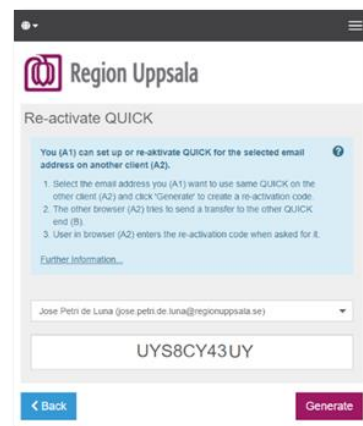 Region Uppsala
Re-activate QUICK
You (A1) can set up or re-aktivate QUICK for the selected email
address on another client (A2).
1. Select the email address you (A1) want to use same QUICK on the
other client (A2) and click 'Generate' to create a re-activation code.
2. The other browser (A2) tries to send a transfer to the other QUICK
end (B).
3. User in browser (A2) enters the re-activation code when asked for it.
Further Information...
Jose Petri de Luna (jose.petri.de.luna@regionuppsala.se)
UYS8CY43UY
Back
Generate